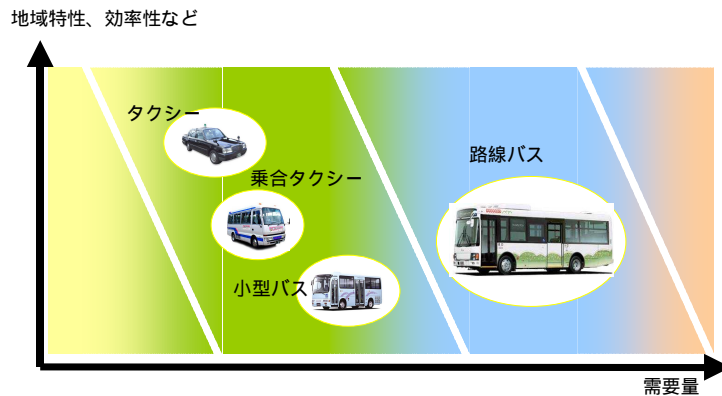 地域特性、効率性など
タクシー
乗合タクシー
路線バス
小型バス
需要量